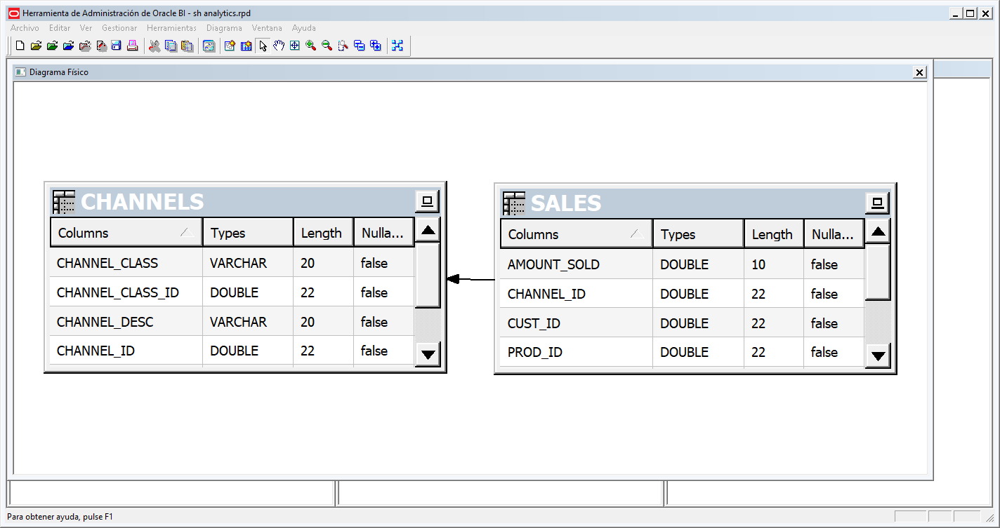 Herramienta de Administración de Oracle BI - sh analytics.rpd
Archivo Editar Ver Gestionar Herramientas Diagrama Ventana Ayuda
Diagrama Físico
CHANNELS
Columns Types Length Nulla...
CHANNEL_CLASS VARCHAR 20 false
CHANNEL_CLASS_ID DOUBLE 22 false
CHANNEL_DESC VARCHAR 20 false
CHANNEL_ID DOUBLE 22 false
SALES
Columns Types Length Nulla...
AMOUNT_SOLD DOUBLE 10 false
CHANNEL_ID DOUBLE 22 false
CUST_ID DOUBLE 22 false
PROD_ID DOUBLE 22 false
Para obtener ayuda, pulse F1